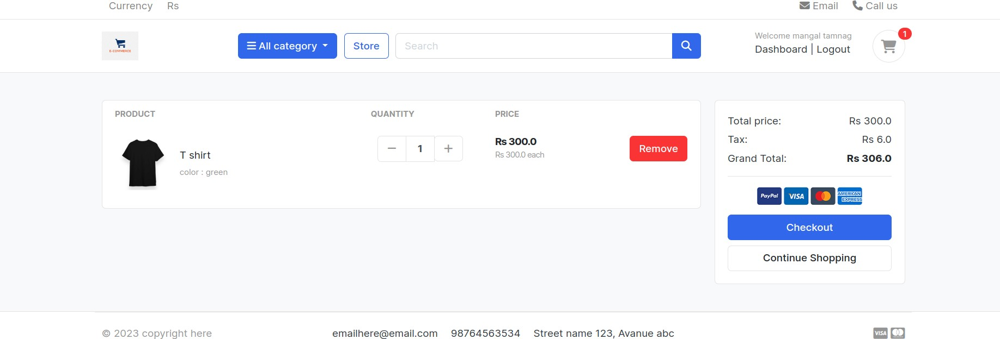 Currency Rs
Email Call us
E-COMMERCE
All category Store Search
Welcome mangal tamnag
Dashboard | Logout
1
PRODUCT QUANTITY PRICE
T shirt
color : green
− 1 +
Rs 300.0
Rs 300.0 each
Remove
Total price: Rs 300.0
Tax: Rs 6.0
Grand Total: Rs 306.0
PayPal VISA AMERICAN EXPRESS
Checkout
Continue Shopping
© 2023 copyright here emailhere@email.com 98764563534 Street name 123, Avanue abc VISA